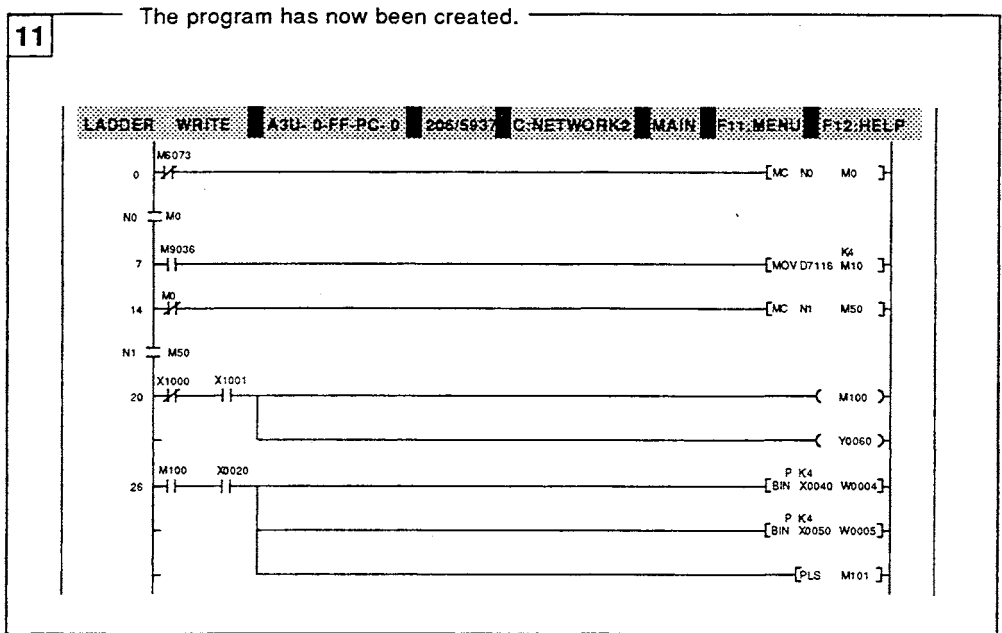 The program has now been created.
11
LADDER WRITE A3U- 0-FF-PC- 0 206/5937 C:NETWORK2 MAIN F11:MENU F12:HELP
M6073
0 [MC N0 M0 ]
N0 M0
M9036 K4
7 [MOV D7116 M10 ]
M0
14 [MC N1 M50 ]
N1 M50
X1000 X1001
20 ( M100 )
( Y0060 )
M100 X0020 P K4
26 [BIN X0040 W0004]
P K4
[BIN X0050 W0005]
[PLS M101 ]